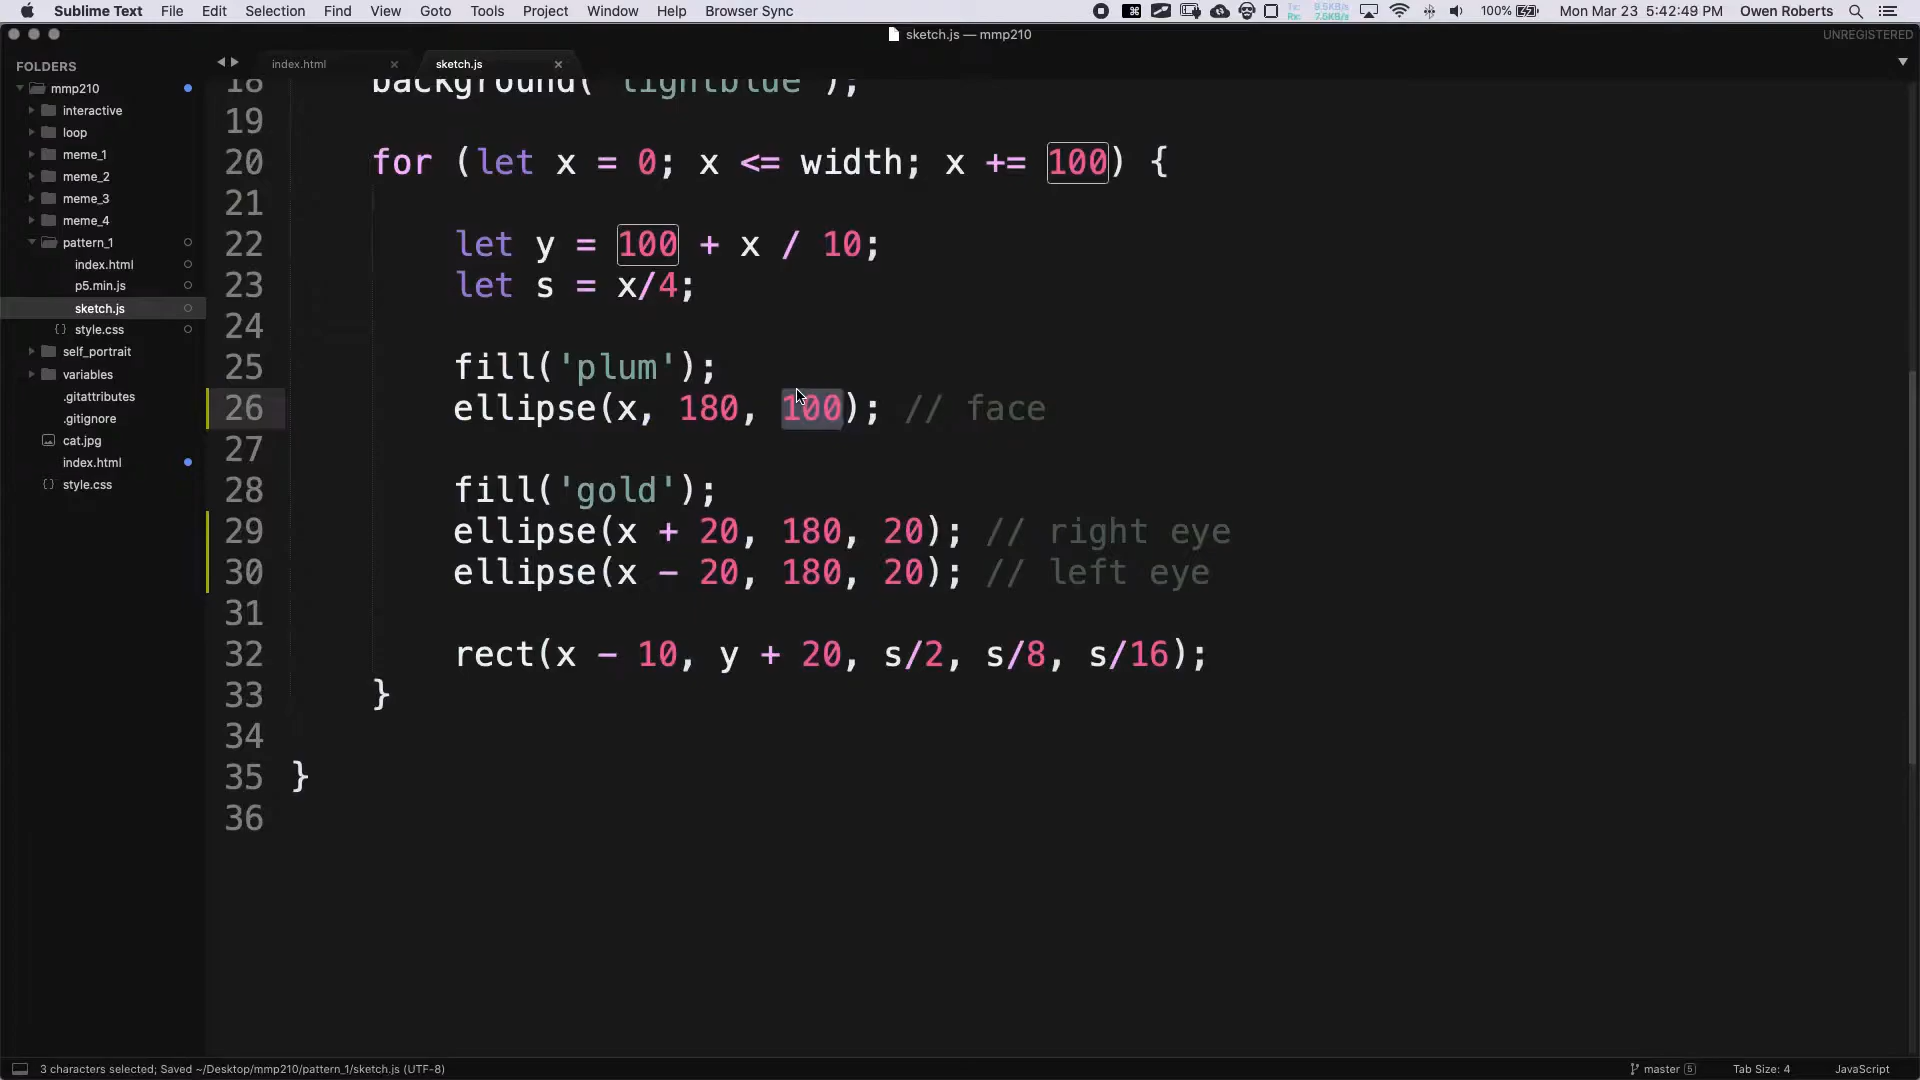 Sublime Text File Edit Selection Find View Goto Tools Project Window Help Browser Sync 100% Mon Mar 23 5:42:49 PM Owen Roberts
sketch.js — mmp210 UNREGISTERED
FOLDERS
mmp210
interactive
loop
meme_1
meme_2
meme_3
meme_4
pattern_1
index.html
p5.min.js
sketch.js
{} style.css
self_portrait
variables
.gitattributes
.gitignore
cat.jpg
index.html
{} style.css
index.html × sketch.js ×
18 background('lightblue');
19
20 for (let x = 0; x <= width; x += 100) {
21
22 let y = 100 + x / 10;
23 let s = x/4;
24
25 fill('plum');
26 ellipse(x, 180, 100); // face
27
28 fill('gold');
29 ellipse(x + 20, 180, 20); // right eye
30 ellipse(x - 20, 180, 20); // left eye
31
32 rect(x - 10, y + 20, s/2, s/8, s/16);
33 }
34
35 }
36
3 characters selected; Saved ~/Desktop/mmp210/pattern_1/sketch.js (UTF-8) master 5 Tab Size: 4 JavaScript